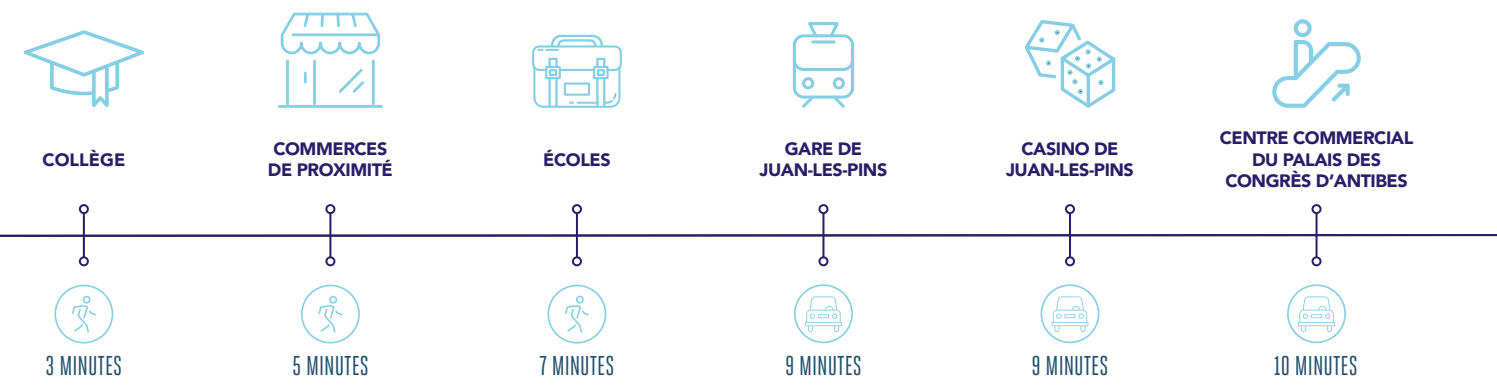 COLLÈGE
COMMERCES
DE PROXIMITÉ
ÉCOLES
GARE DE
JUAN-LES-PINS
CASINO DE
JUAN-LES-PINS
CENTRE COMMERCIAL
DU PALAIS DES
CONGRÈS D’ANTIBES
3 MINUTES
5 MINUTES
7 MINUTES
9 MINUTES
9 MINUTES
10 MINUTES